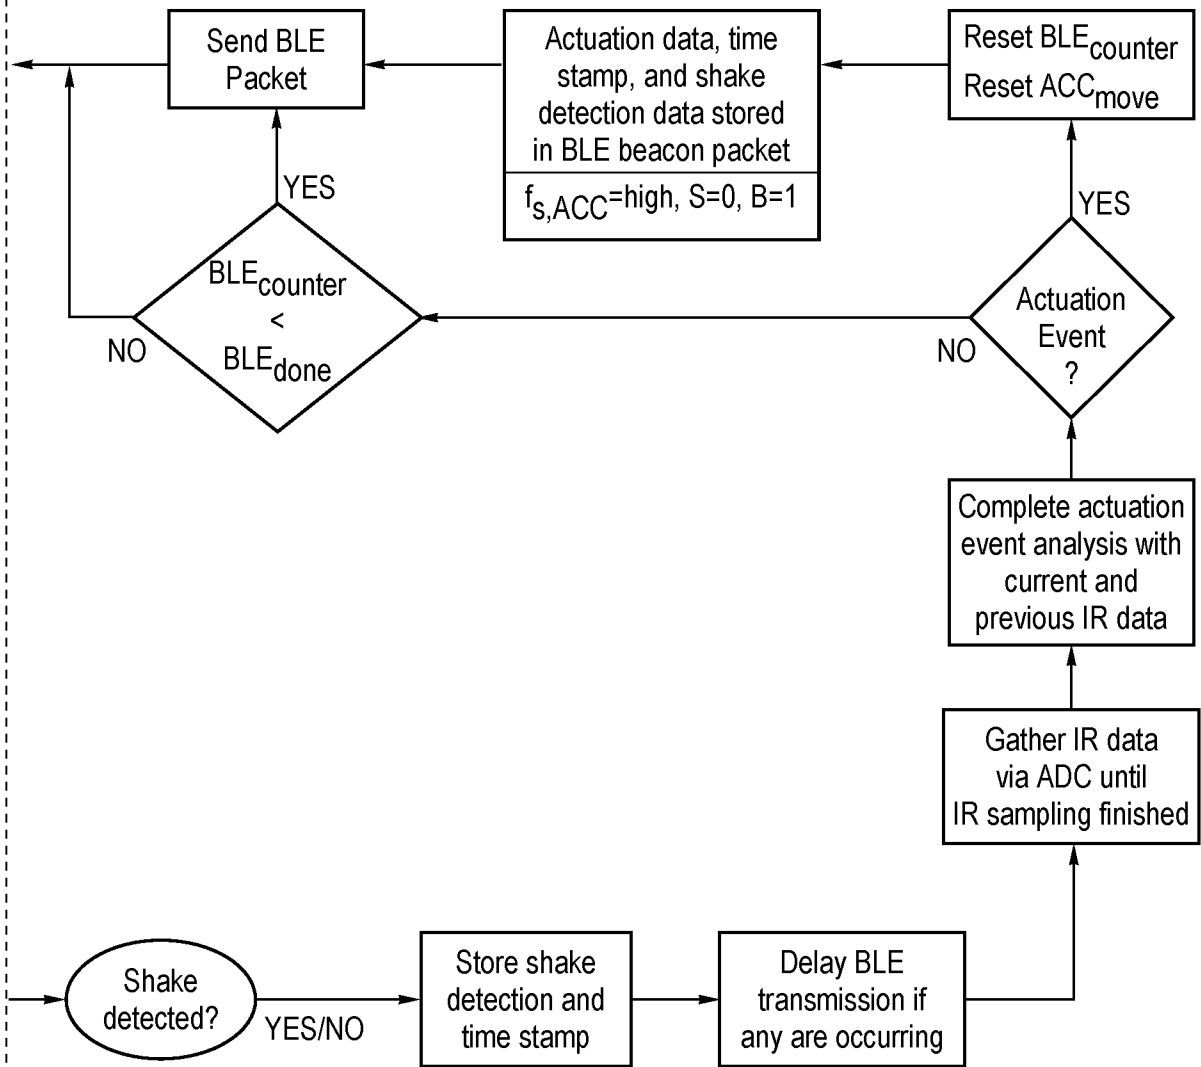 Send BLE
Packet
Actuation data, time
stamp, and shake
detection data stored
in BLE beacon packet
fs,ACC=high, S=0, B=1
Reset BLEcounter
Reset ACCmove
YES
YES
BLEcounter
<
BLEdone
NO
Actuation
Event
?
NO
Complete actuation
event analysis with
current and
previous IR data
Gather IR data
via ADC until
IR sampling finished
Shake
detected?
YES/NO
Store shake
detection and
time stamp
Delay BLE
transmission if
any are occurring